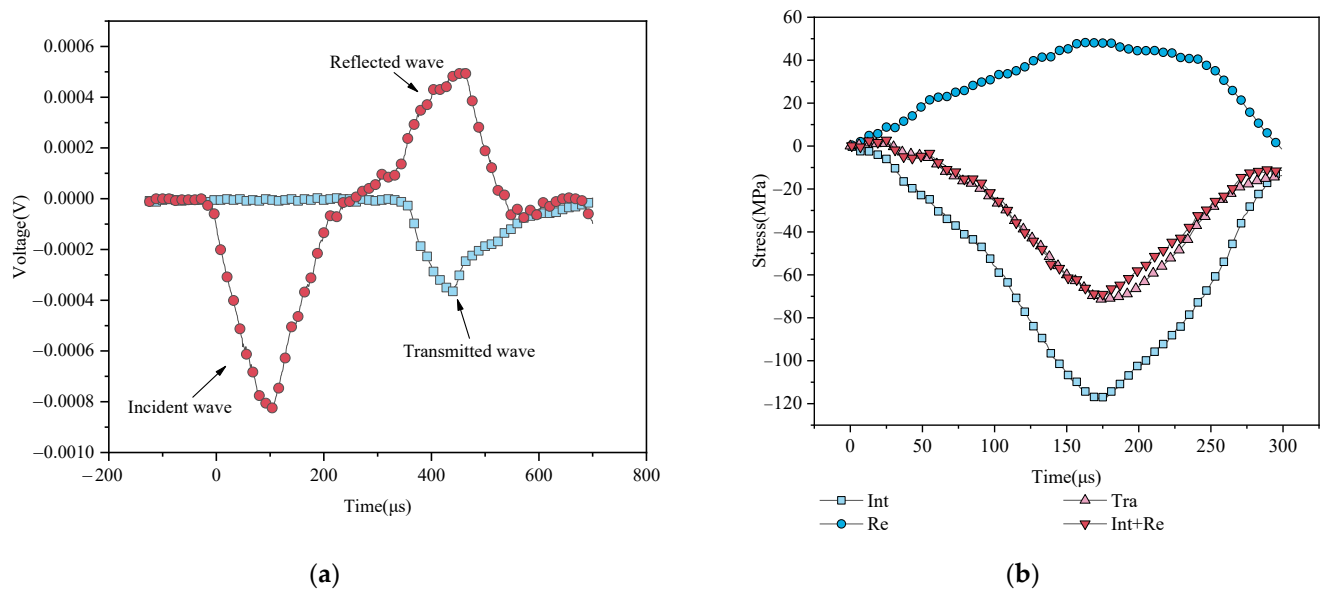 0.0006
0.0004
0.0002
0.0000
−0.0002
−0.0004
−0.0006
−0.0008
−0.0010
Voltage(V)
Reflected wave
Transmitted wave
Incident wave
−200 0 200 400 600 800
Time(μs)
(a)
60
40
20
0
−20
−40
−60
−80
−100
−120
Stress(MPa)
0 50 100 150 200 250 300
Time(μs)
Int Tra
Re Int+Re
(b)